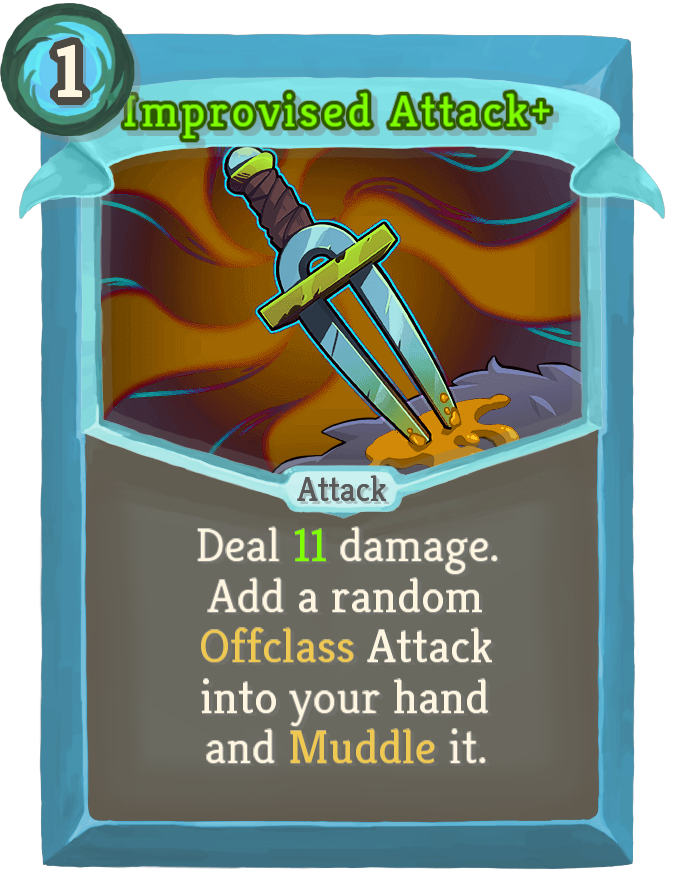 1
Improvised Attack+
Attack
Deal 11 damage.
Add a random
Offclass Attack
into your hand
and Muddle it.